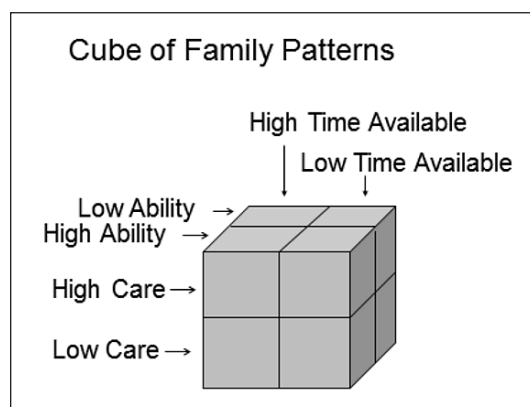 Cube of Family Patterns
High Time Available
Low Time Available
Low Ability
High Ability
High Care
Low Care